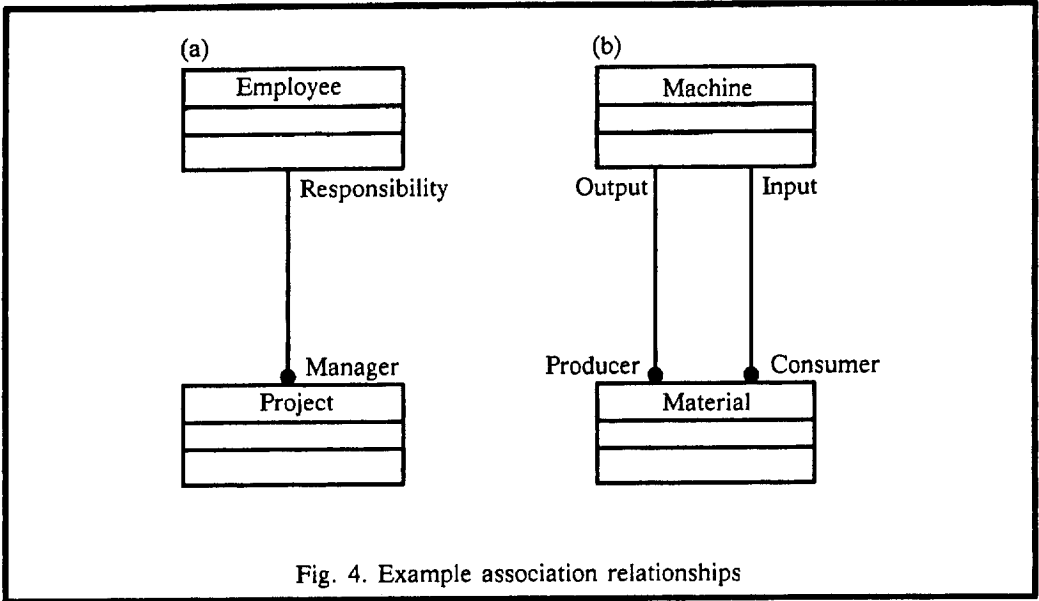 (a)
Employee
Responsibility
Manager
Project
(b)
Machine
Output
Input
Producer
Consumer
Material
Fig. 4. Example association relationships